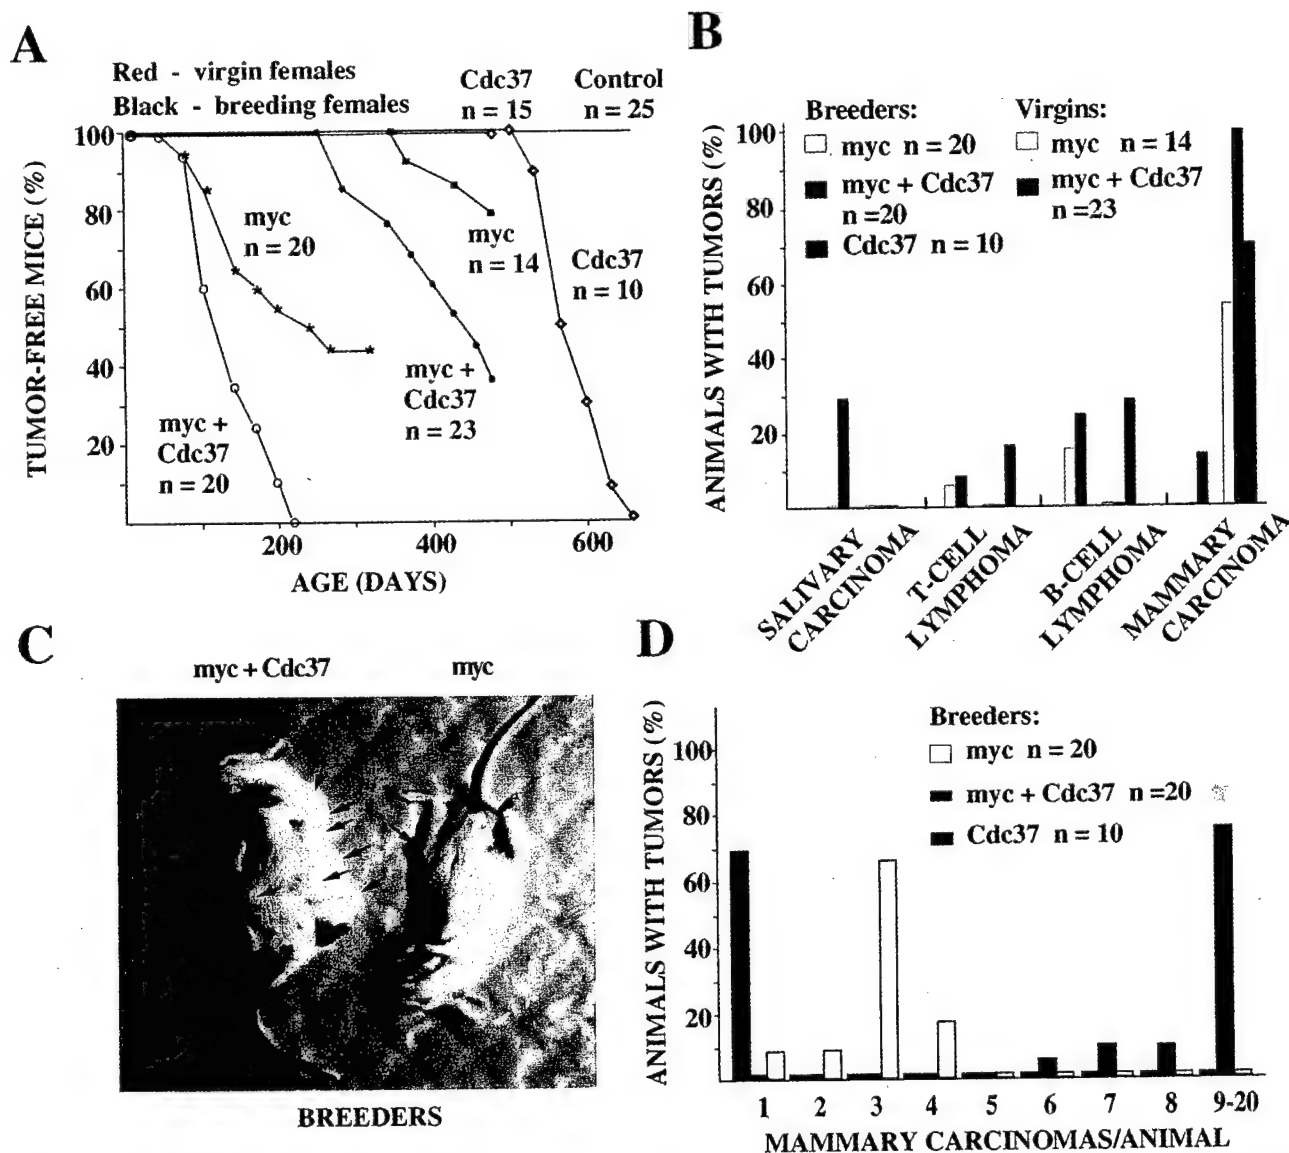 A
Red - virgin females
Black - breeding females
Cdc37
n = 15
Control
n = 25
TUMOR-FREE MICE (%)
100
80
60
40
20
myc
n = 20
myc
n = 14
Cdc37
n = 10
myc +
Cdc37
n = 23
myc +
Cdc37
n = 20
200
400
600
AGE (DAYS)
B
Breeders:
myc n = 20
myc + Cdc37
n =20
Cdc37 n = 10
Virgins:
myc n = 14
myc + Cdc37
n =23
ANIMALS WITH TUMORS (%)
100
80
60
40
20
SALIVARY
CARCINOMA
T-CELL
LYMPHOMA
B-CELL
LYMPHOMA
MAMMARY
CARCINOMA
C
myc + Cdc37
myc
BREEDERS
D
Breeders:
myc n = 20
myc + Cdc37 n =20
Cdc37 n = 10
ANIMALS WITH TUMORS (%)
100
80
60
40
20
1 2 3 4 5 6 7 8 9-20
MAMMARY CARCINOMAS/ANIMAL